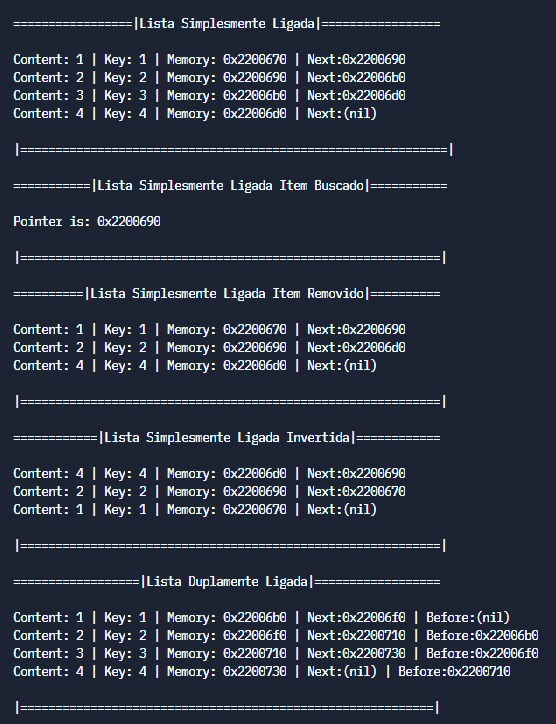 =================|Lista Simplesmente Ligada|=================
Content: 1 | Key: 1 | Memory: 0x2200670 | Next:0x2200690
Content: 2 | Key: 2 | Memory: 0x2200690 | Next:0x22006b0
Content: 3 | Key: 3 | Memory: 0x22006b0 | Next:0x22006d0
Content: 4 | Key: 4 | Memory: 0x22006d0 | Next:(nil)
|=============================================================|
===========|Lista Simplesmente Ligada Item Buscado|===========
Pointer is: 0x2200690
|============================================================|
==========|Lista Simplesmente Ligada Item Removido|==========
Content: 1 | Key: 1 | Memory: 0x2200670 | Next:0x2200690
Content: 2 | Key: 2 | Memory: 0x2200690 | Next:0x22006d0
Content: 4 | Key: 4 | Memory: 0x22006d0 | Next:(nil)
|============================================================|
============|Lista Simplesmente Ligada Invertida|============
Content: 4 | Key: 4 | Memory: 0x22006d0 | Next:0x2200690
Content: 2 | Key: 2 | Memory: 0x2200690 | Next:0x2200670
Content: 1 | Key: 1 | Memory: 0x2200670 | Next:(nil)
|============================================================|
==================|Lista Duplamente Ligada|==================
Content: 1 | Key: 1 | Memory: 0x22006b0 | Next:0x22006f0 | Before:(nil)
Content: 2 | Key: 2 | Memory: 0x22006f0 | Next:0x2200710 | Before:0x22006b0
Content: 3 | Key: 3 | Memory: 0x2200710 | Next:0x2200730 | Before:0x22006f0
Content: 4 | Key: 4 | Memory: 0x2200730 | Next:(nil) | Before:0x2200710
|===========================================================|